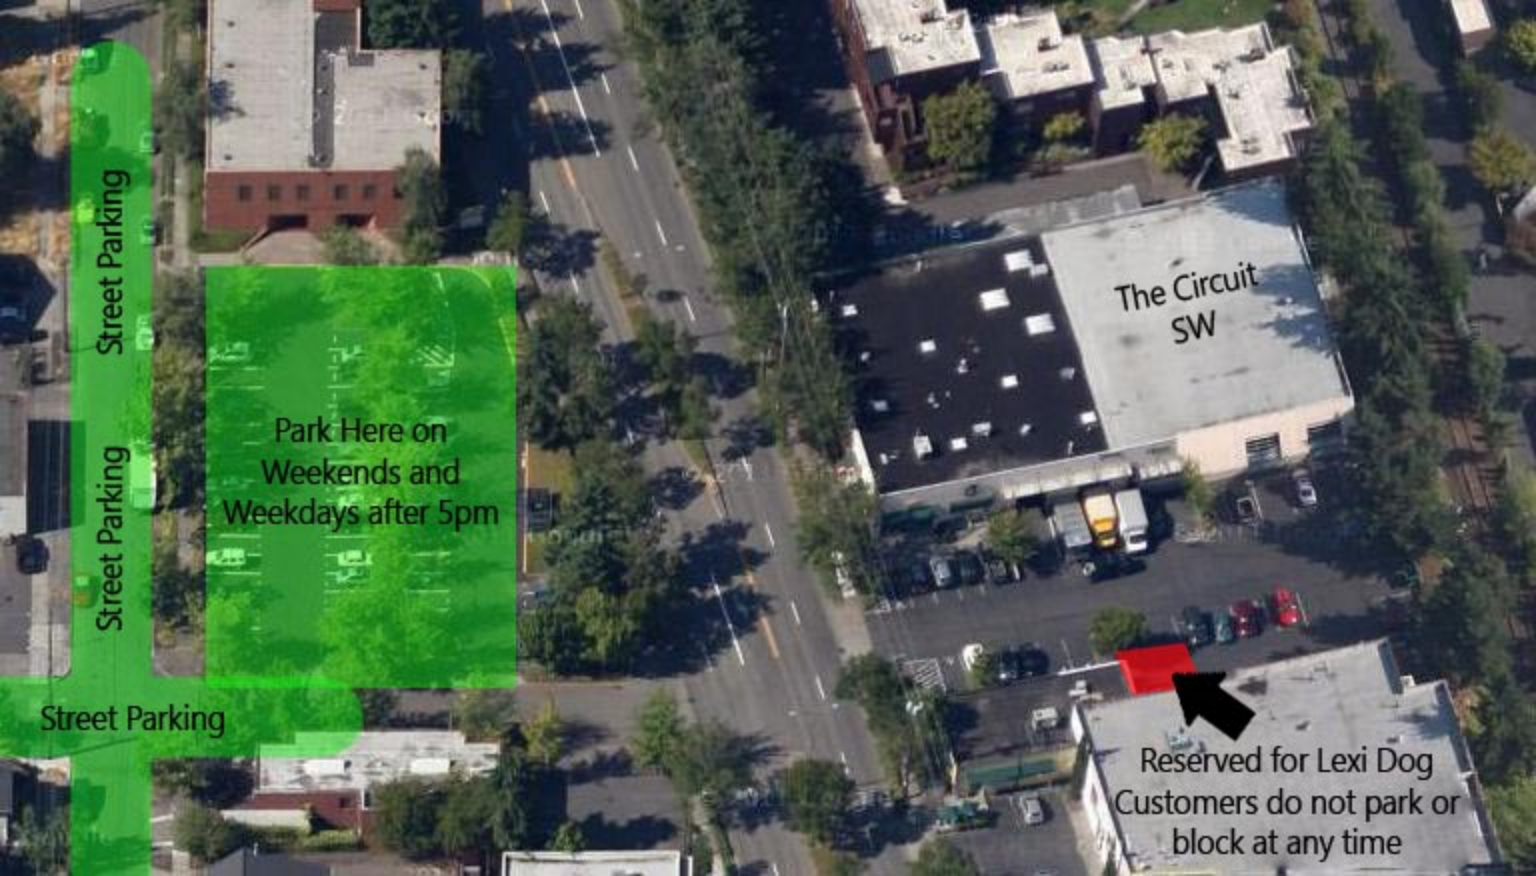 Street Parking
Street Parking
Park Here on
Weekends and
Weekdays after 5pm
Street Parking
The Circuit
SW
Reserved for Lexi Dog
Customers do not park or
block at any time